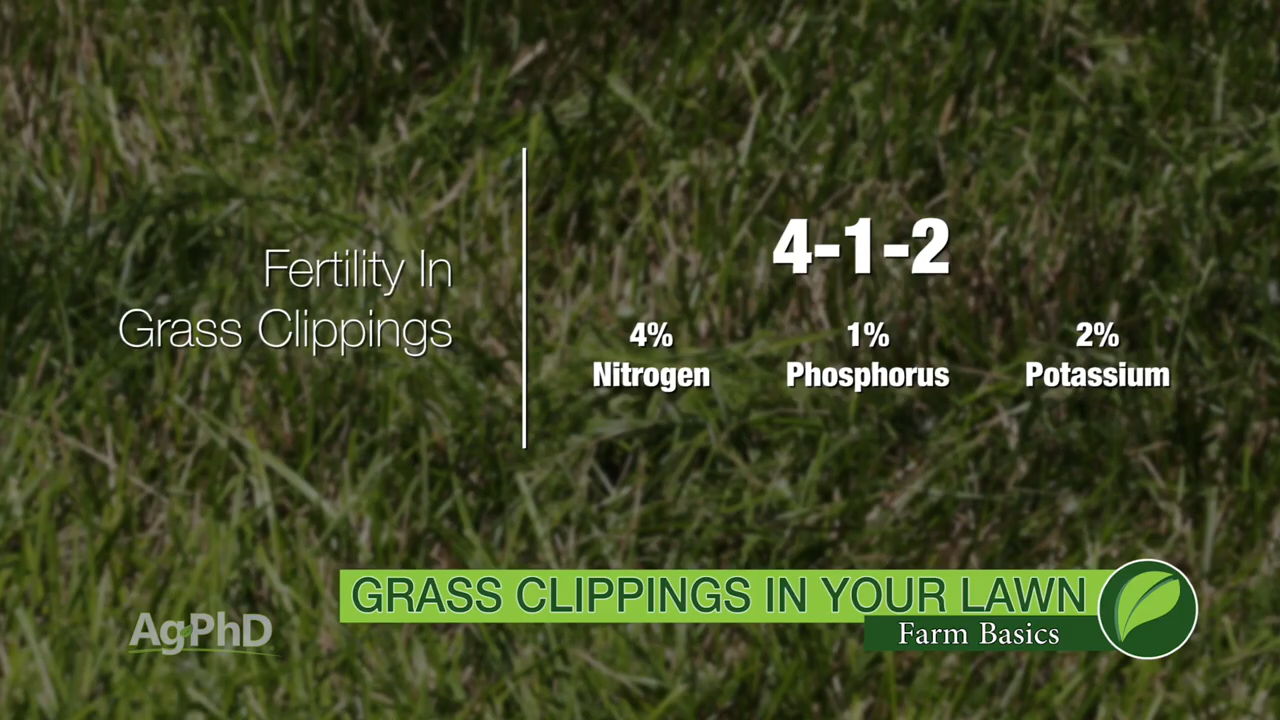 Fertility In
Grass Clippings
4-1-2
4%
Nitrogen
1%
Phosphorus
2%
Potassium
GRASS CLIPPINGS IN YOUR LAWN
Farm Basics
AgPhD